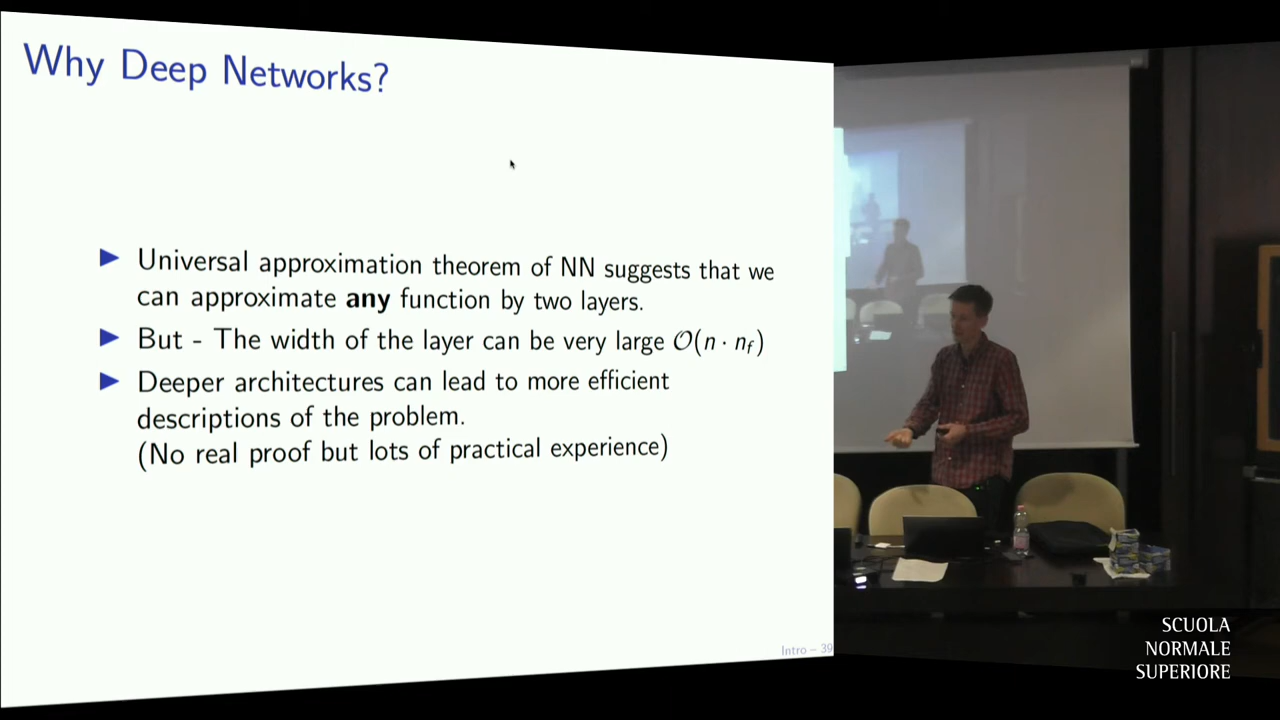 Why Deep Networks?
Universal approximation theorem of NN suggests that we
can approximate any function by two layers.
But - The width of the layer can be very large O(n · n_f)
Deeper architectures can lead to more efficient
descriptions of the problem.
(No real proof but lots of practical experience)
Intro – 39
SCUOLA
NORMALE
SUPERIORE